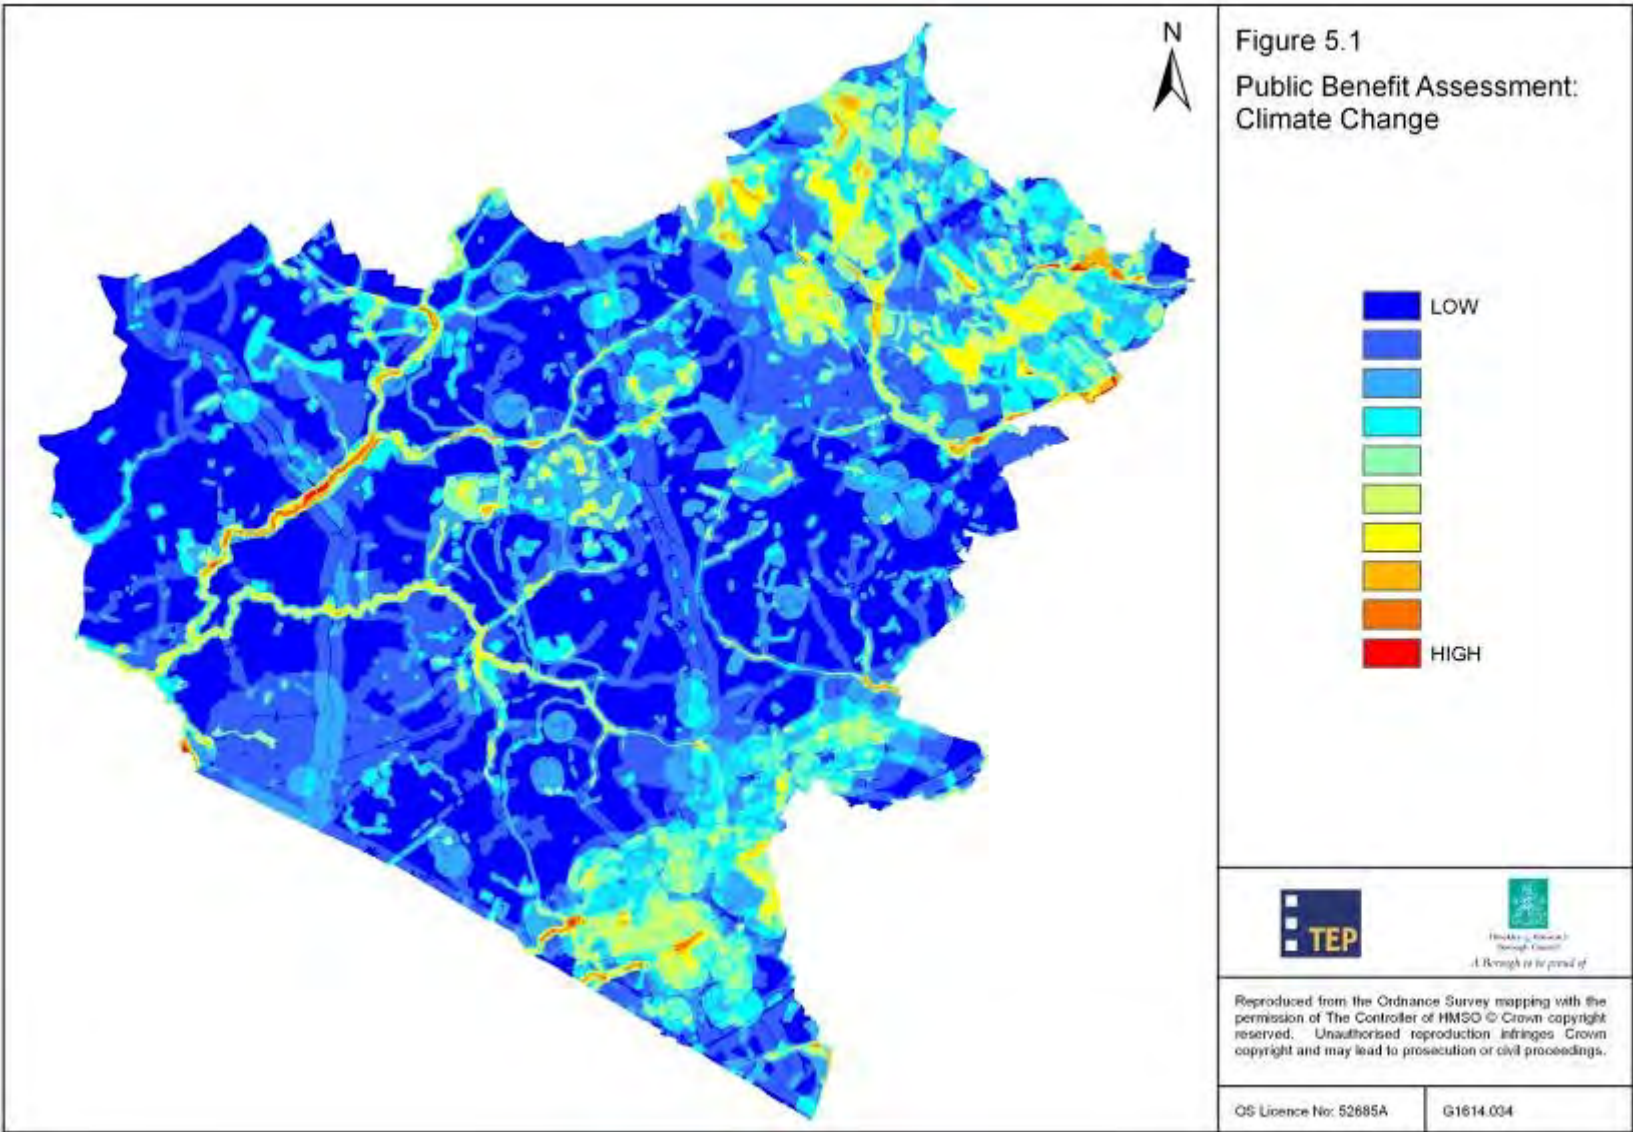 N
Figure 5.1
Public Benefit Assessment:
Climate Change
LOW
HIGH
TEP
Borough Council
A Borough to be proud of
Reproduced from the Ordnance Survey mapping with the
permission of The Controller of HMSO © Crown copyright
reserved. Unauthorised reproduction infringes Crown
copyright and may lead to prosecution or civil proceedings.
OS Licence No: 52685A
G1614.034